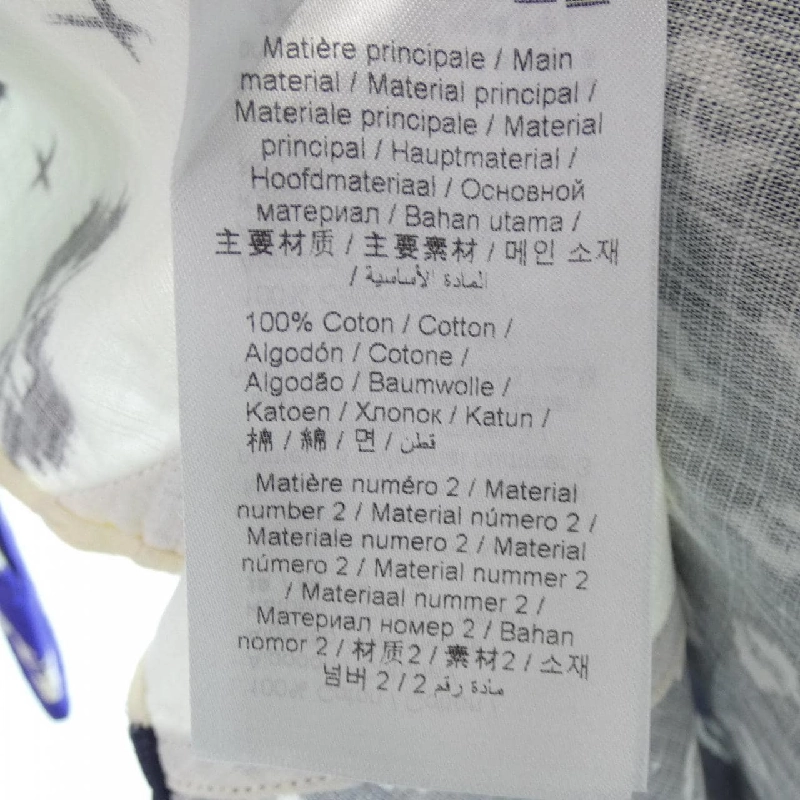 Matière principale / Main
material / Material principal /
Materiale principale / Material
principal / Hauptmaterial /
Hoofdmateriaal / Основной
материал / Bahan utama /
主要材质 / 主要素材 / 메인 소재
/ المادة الأساسية
100% Coton / Cotton /
Algodón / Cotone /
Algodão / Baumwolle /
Katoen / Хлопок / Katun /
棉 / 綿 / 면 / قطن
Matière numéro 2 / Material
number 2 / Material número 2 /
Materiale numero 2 / Material
número 2 / Material nummer 2
/ Materiaal nummer 2 /
Материал номер 2 / Bahan
nomor 2 / 材质2 / 素材2 / 소재
넘버 2 / مادة رقم 2